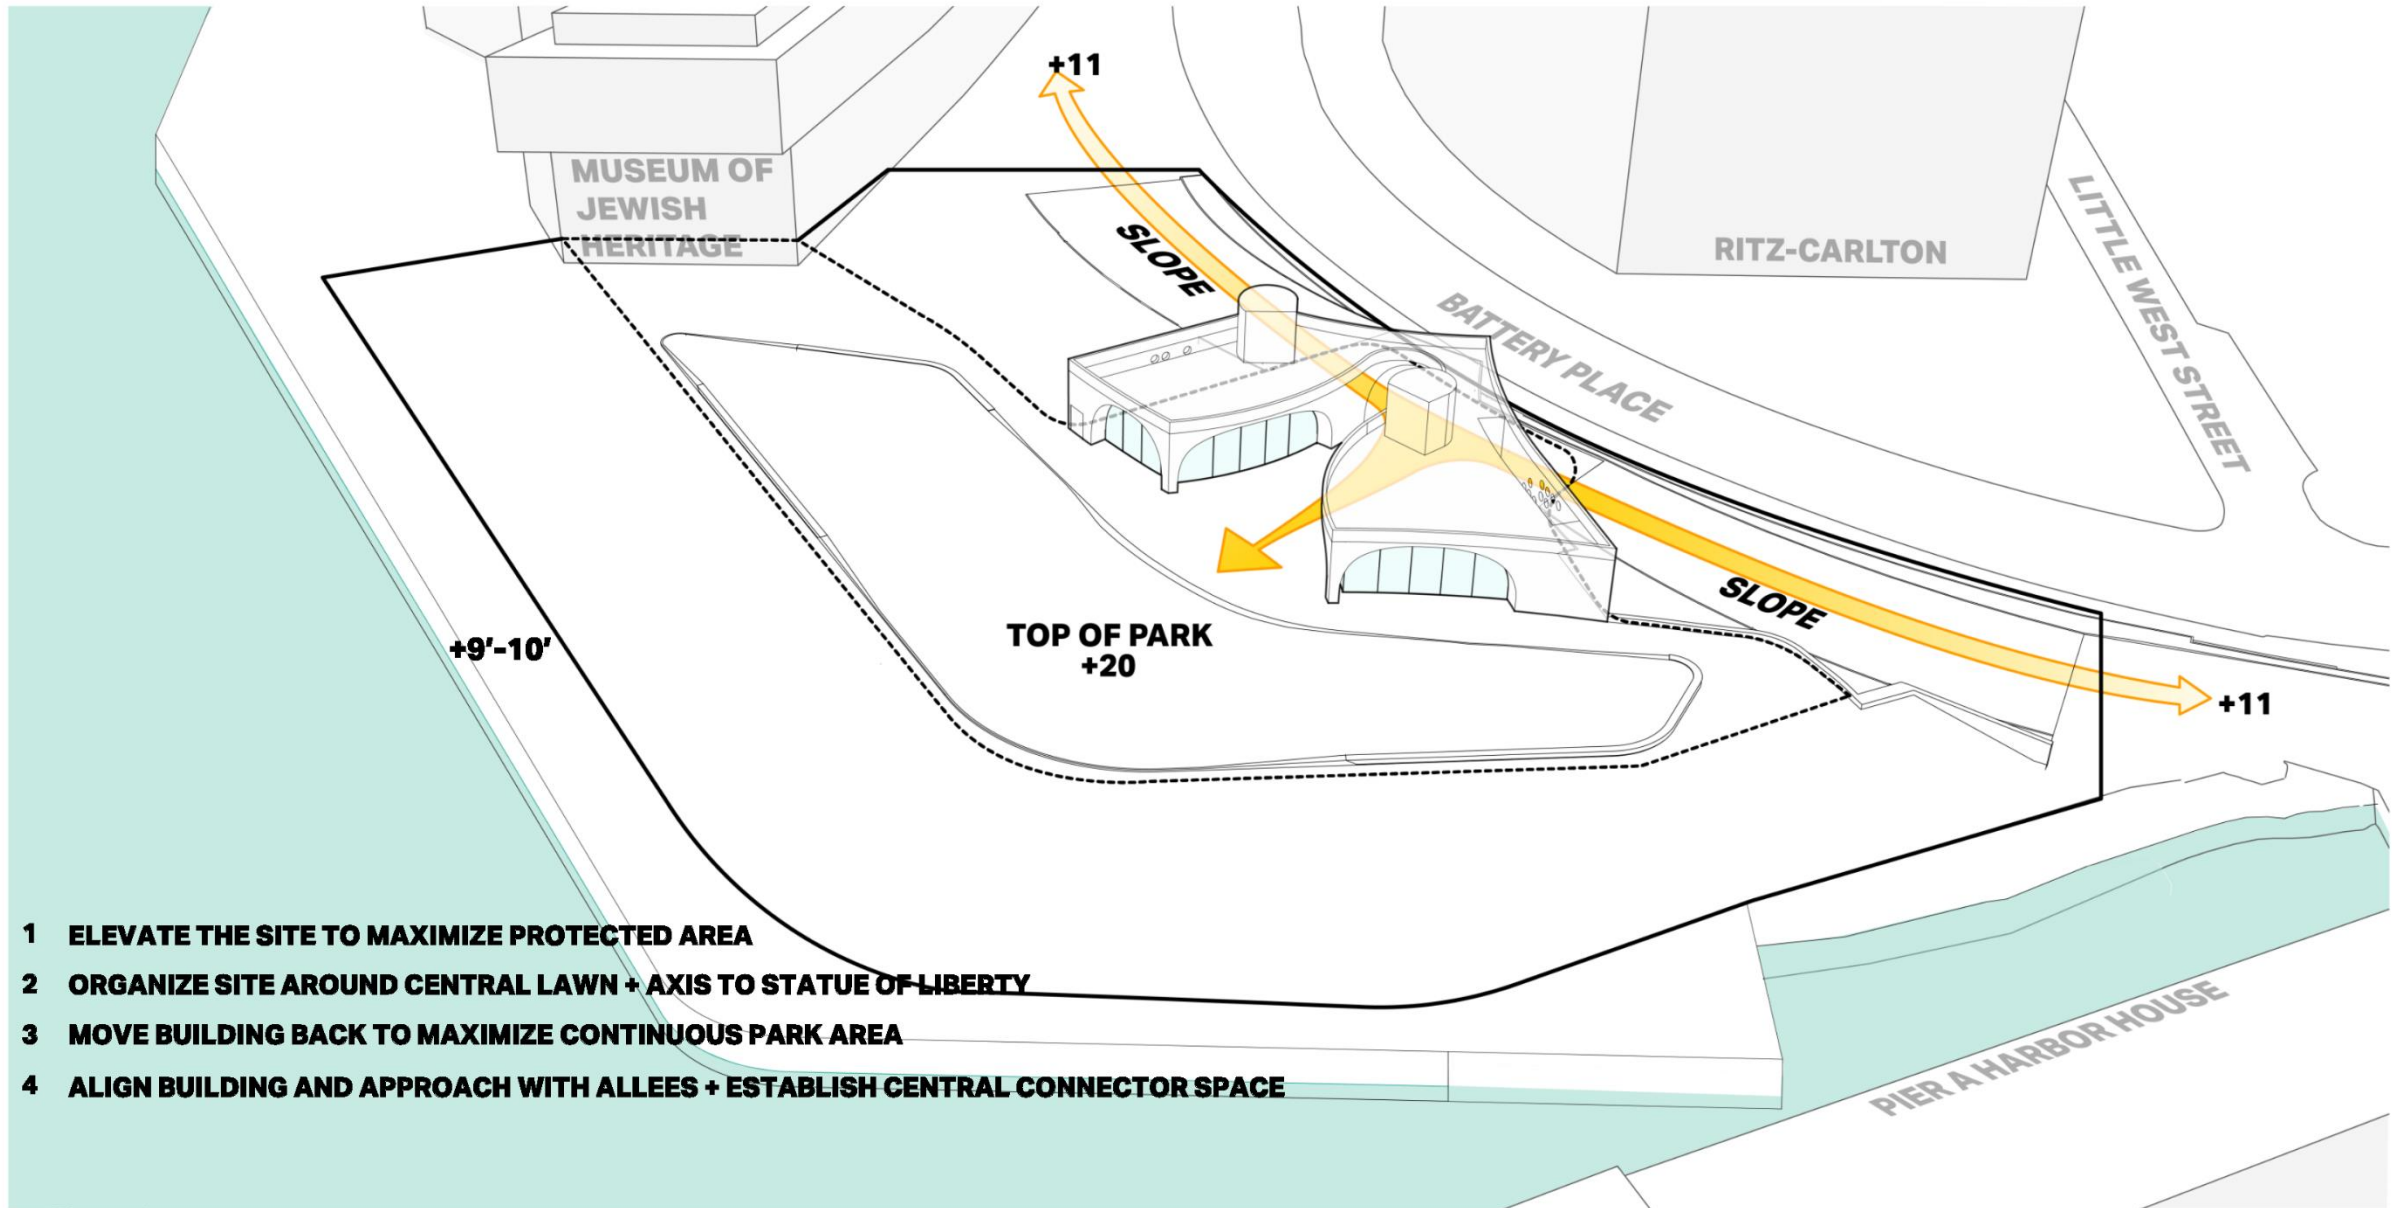 +11
MUSEUM OF
JEWISH
HERITAGE
SLOPE
RITZ-CARLTON
LITTLE WEST STREET
BATTERY PLACE
SLOPE
+9'-10'
TOP OF PARK
+20
+11
1 ELEVATE THE SITE TO MAXIMIZE PROTECTED AREA
2 ORGANIZE SITE AROUND CENTRAL LAWN + AXIS TO STATUE OF LIBERTY
3 MOVE BUILDING BACK TO MAXIMIZE CONTINUOUS PARK AREA
4 ALIGN BUILDING AND APPROACH WITH ALLEES + ESTABLISH CENTRAL CONNECTOR SPACE
PIER A HARBOR HOUSE